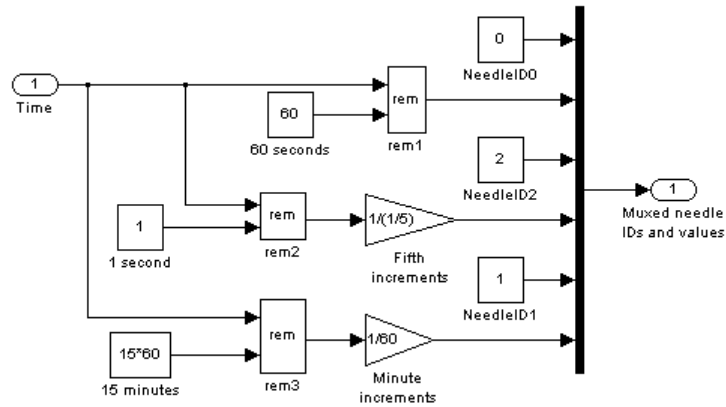 0
NeedleID0
1
Time
rem
60
60 seconds
rem1
2
NeedleID2
1
Muxed needle
IDs and values
1
1 second
rem
rem2
1/(1/5)
Fifth
increments
1
NeedleID1
15*60
15 minutes
rem
rem3
1/60
Minute
increments